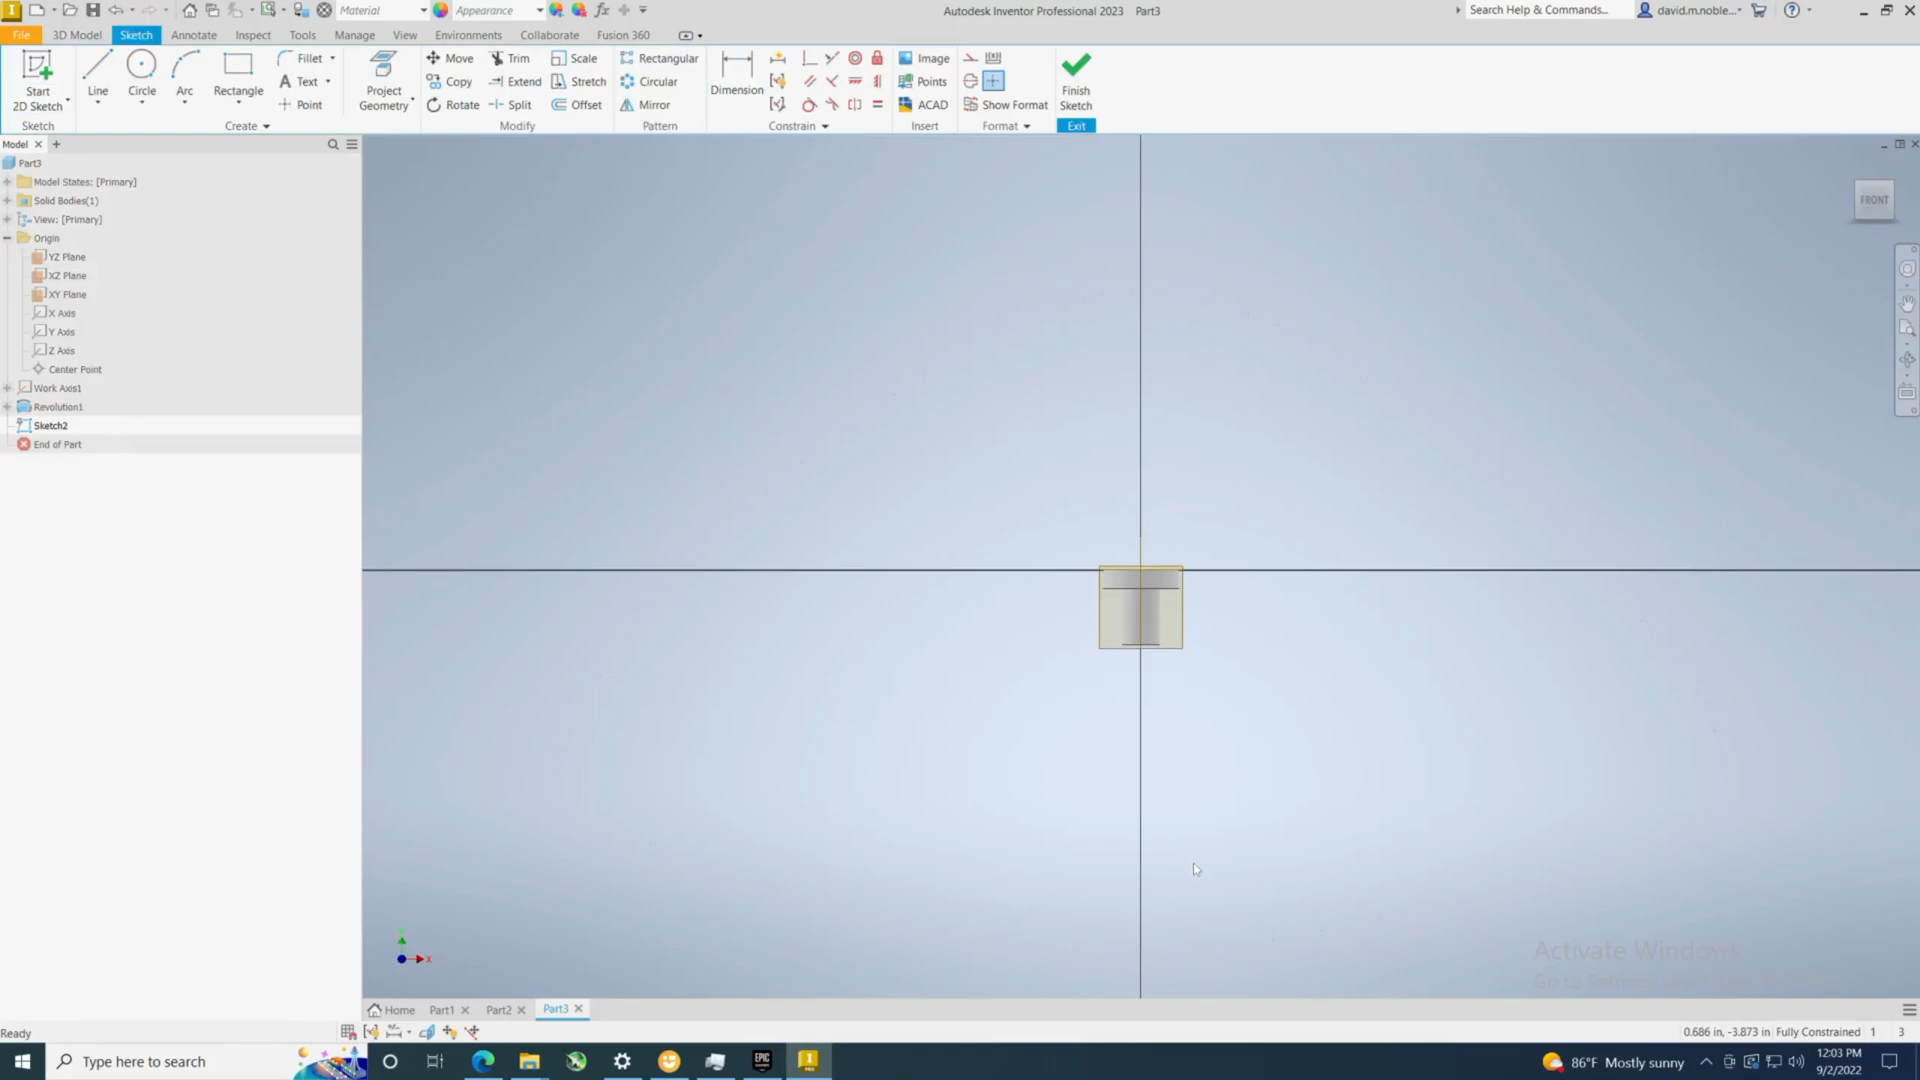 Material
Appearance
Autodesk Inventor Professional 2023 Part3
Search Help & Commands...
david.m.noble...
File
3D Model
Sketch
Annotate
Inspect
Tools
Manage
View
Environments
Collaborate
Fusion 360
Start
2D Sketch
Line
Circle
Arc
Rectangle
Fillet
Text
Point
Project
Geometry
Move
Copy
Rotate
Trim
Extend
Split
Scale
Stretch
Offset
Rectangular
Circular
Mirror
Dimension
Image
Points
ACAD
Show Format
Finish
Sketch
Sketch
Create
Modify
Pattern
Constrain
Insert
Format
Exit
Model
Part3
Model States: [Primary]
Solid Bodies(1)
View: [Primary]
Origin
YZ Plane
XZ Plane
XY Plane
X Axis
Y Axis
Z Axis
Center Point
Work Axis1
Revolution1
Sketch2
End of Part
FRONT
X
Activate Windows
Home
Part1
Part2
Part3
Ready
0.686 in, -3.873 in Fully Constrained 1 3
Type here to search
EPIC
GAMES
PRO
86°F Mostly sunny
12:03 PM
9/2/2022